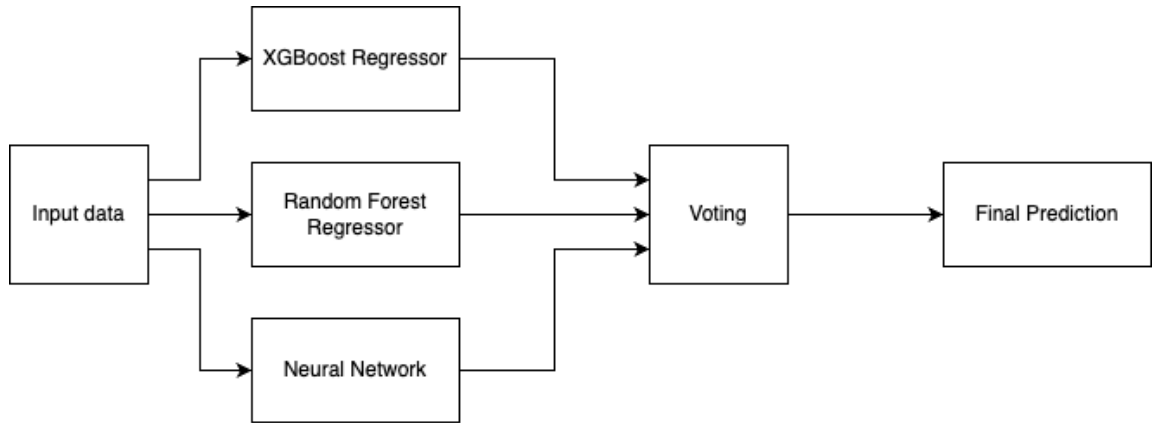 XGBoost Regressor
Input data
Random Forest
Regressor
Voting
Final Prediction
Neural Network